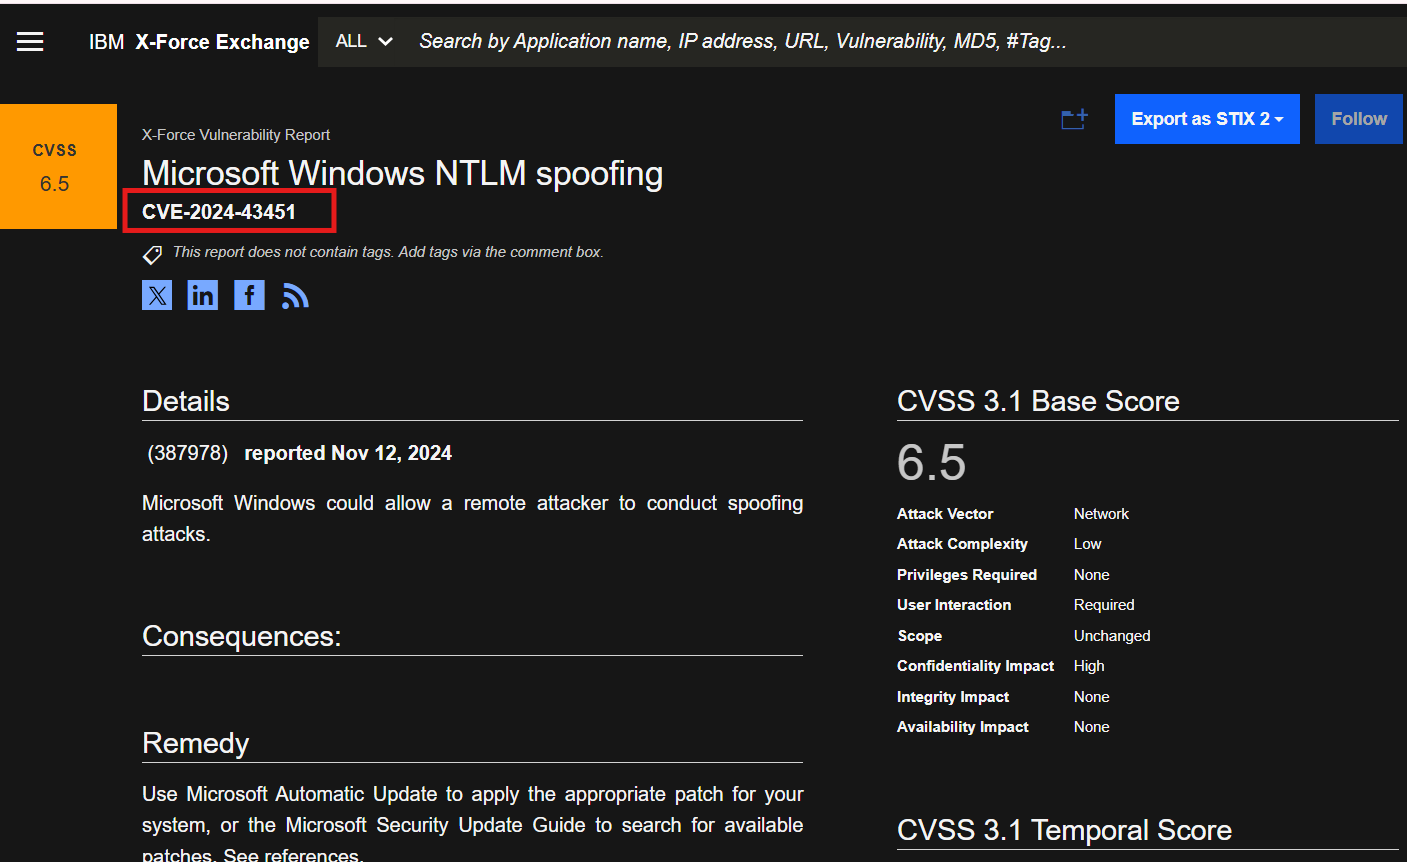 IBM X-Force Exchange
ALL
Search by Application name, IP address, URL, Vulnerability, MD5, #Tag...
CVSS
6.5
X-Force Vulnerability Report
Microsoft Windows NTLM spoofing
CVE-2024-43451
This report does not contain tags. Add tags via the comment box.
Export as STIX 2
Follow
Details
(387978) reported Nov 12, 2024
Microsoft Windows could allow a remote attacker to conduct spoofing
attacks.
Consequences:
Remedy
Use Microsoft Automatic Update to apply the appropriate patch for your
system, or the Microsoft Security Update Guide to search for available
patches. See references.
CVSS 3.1 Base Score
6.5
Attack Vector Network
Attack Complexity Low
Privileges Required None
User Interaction Required
Scope Unchanged
Confidentiality Impact High
Integrity Impact None
Availability Impact None
CVSS 3.1 Temporal Score